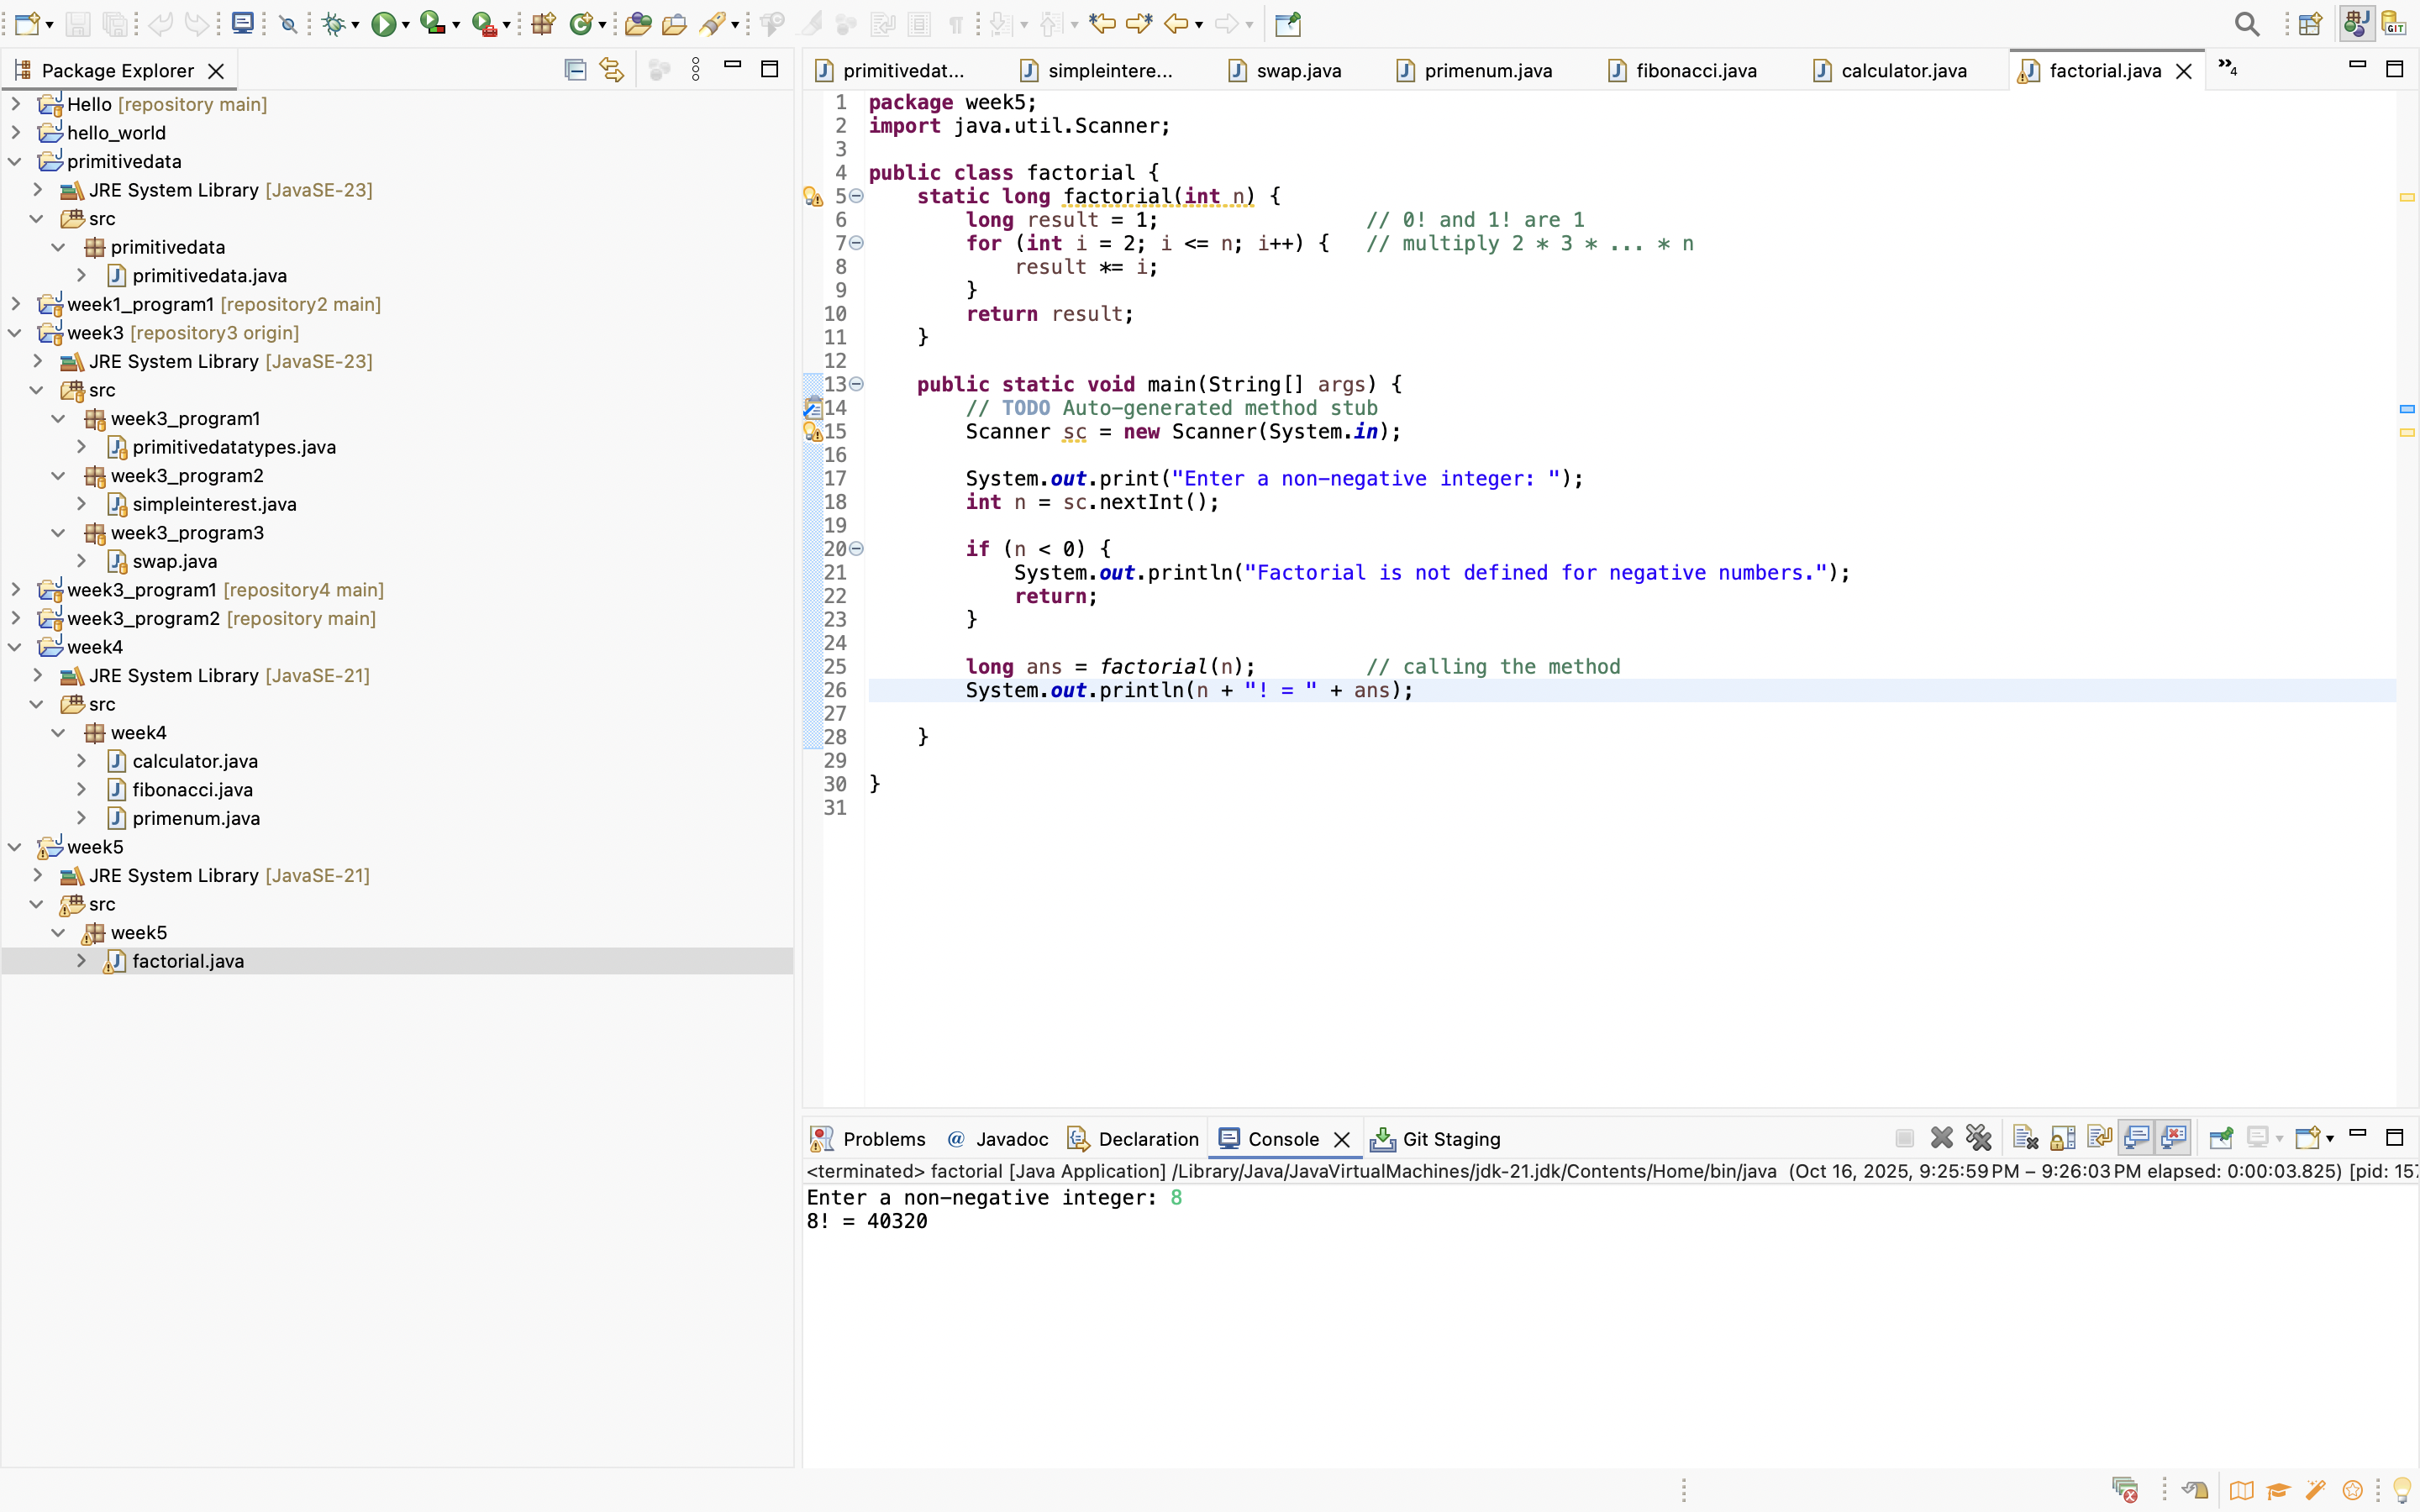 Package Explorer
Hello [repository main]
hello_world
primitivedata
JRE System Library [JavaSE-23]
src
primitivedata
primitivedata.java
week1_program1 [repository2 main]
week3 [repository3 origin]
JRE System Library [JavaSE-23]
src
week3_program1
primitivedatatypes.java
week3_program2
simpleinterest.java
week3_program3
swap.java
week3_program1 [repository4 main]
week3_program2 [repository main]
week4
JRE System Library [JavaSE-21]
src
week4
calculator.java
fibonacci.java
primenum.java
week5
JRE System Library [JavaSE-21]
src
week5
factorial.java
primitivedat... simpleintere... swap.java primenum.java fibonacci.java calculator.java factorial.java »4
1 package week5;
2 import java.util.Scanner;
3
4 public class factorial {
5 static long factorial(int n) {
6 long result = 1; // 0! and 1! are 1
7 for (int i = 2; i <= n; i++) { // multiply 2 * 3 * ... * n
8 result *= i;
9 }
10 return result;
11 }
12
13 public static void main(String[] args) {
14 // TODO Auto-generated method stub
15 Scanner sc = new Scanner(System.in);
16
17 System.out.print("Enter a non-negative integer: ");
18 int n = sc.nextInt();
19
20 if (n < 0) {
21 System.out.println("Factorial is not defined for negative numbers.");
22 return;
23 }
24
25 long ans = factorial(n); // calling the method
26 System.out.println(n + "! = " + ans);
27
28 }
29
30 }
31
Problems @ Javadoc Declaration Console Git Staging
<terminated> factorial [Java Application] /Library/Java/JavaVirtualMachines/jdk-21.jdk/Contents/Home/bin/java (Oct 16, 2025, 9:25:59 PM – 9:26:03 PM elapsed: 0:00:03.825) [pid: 157
Enter a non-negative integer: 8
8! = 40320